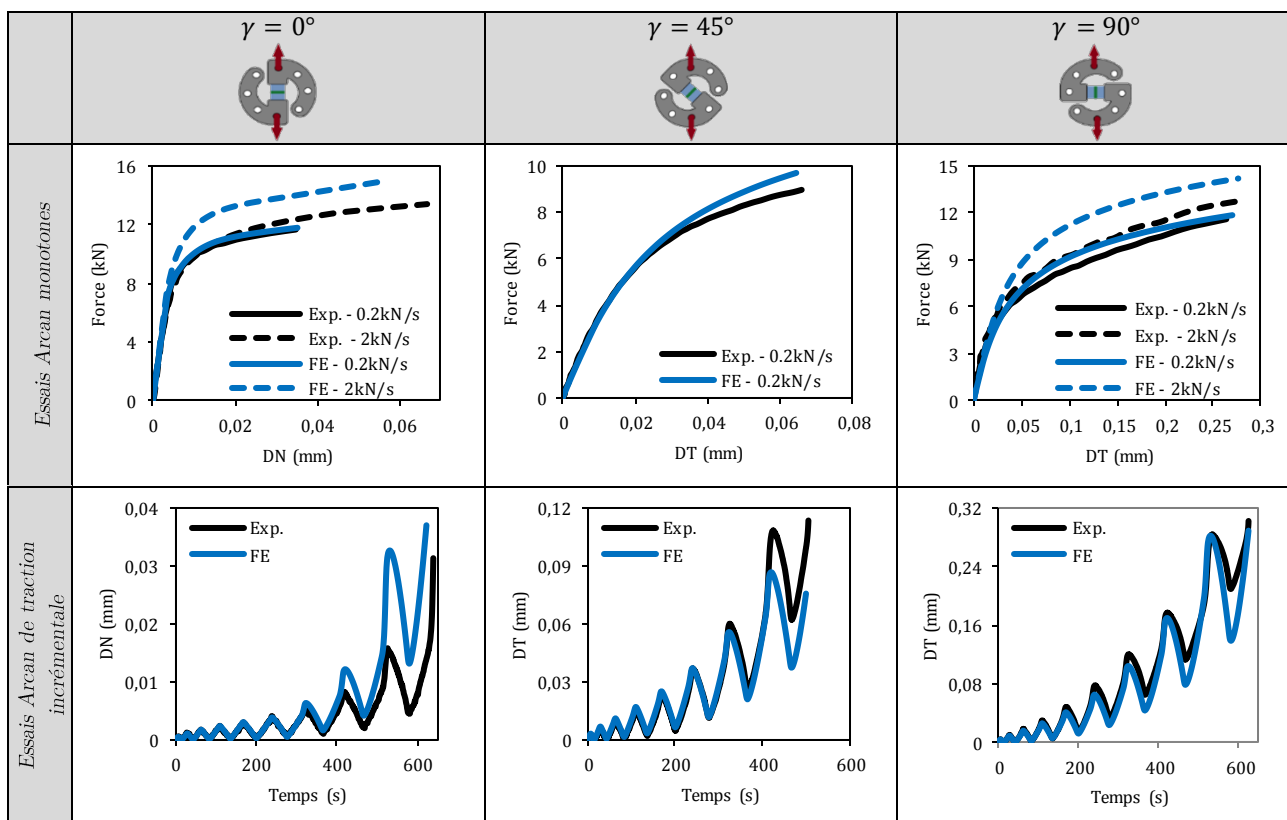 γ = 0°
γ = 45°
γ = 90°
Essais Arcan monotones
16
12
8
4
0
Force (kN)
0
0,02
0,04
0,06
DN (mm)
Exp. - 0.2kN/s
Exp. - 2kN/s
FE - 0.2kN/s
FE - 2kN/s
10
8
6
4
2
0
Force (kN)
0
0,02
0,04
0,06
0,08
DT (mm)
Exp. - 0.2kN/s
FE - 0.2kN/s
15
12
9
6
3
0
Force (kN)
0
0,05
0,1
0,15
0,2
0,25
0,3
DT (mm)
Exp. - 0.2kN/s
Exp. - 2kN/s
FE - 0.2kN/s
FE - 2kN/s
Essais Arcan de traction
incrémentale
0,04
0,03
0,02
0,01
0
DN (mm)
0
200
400
600
Temps (s)
Exp.
FE
0,12
0,09
0,06
0,03
0
DT (mm)
0
200
400
600
Temps (s)
Exp.
FE
0,32
0,24
0,16
0,08
0
DT (mm)
0
200
400
600
Temps (s)
Exp.
FE